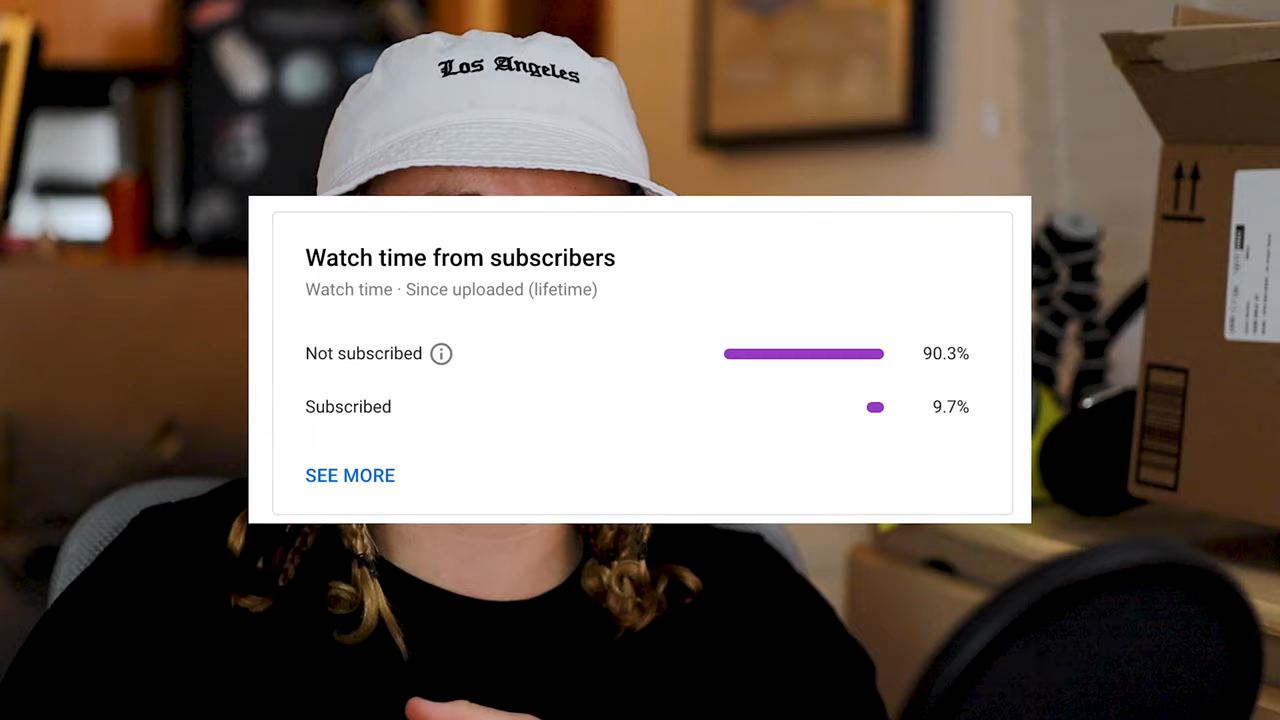 Los Angeles
Watch time from subscribers
Watch time · Since uploaded (lifetime)
Not subscribed 90.3%
Subscribed 9.7%
SEE MORE